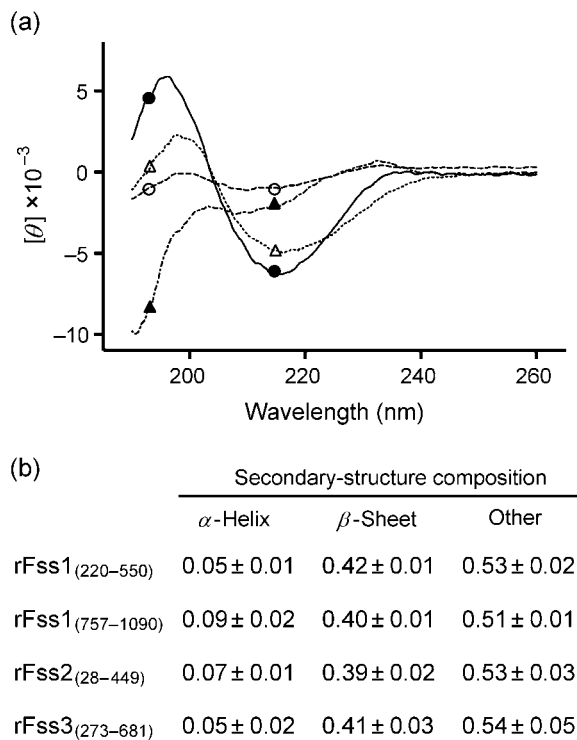 (a)
[θ] ×10⁻³
5
0
−5
−10
200
220
240
260
Wavelength (nm)
(b)
Secondary-structure composition
α-Helix β-Sheet Other
rFss1(220–550) 0.05 ± 0.01 0.42 ± 0.01 0.53 ± 0.02
rFss1(757–1090) 0.09 ± 0.02 0.40 ± 0.01 0.51 ± 0.01
rFss2(28–449) 0.07 ± 0.01 0.39 ± 0.02 0.53 ± 0.03
rFss3(273–681) 0.05 ± 0.02 0.41 ± 0.03 0.54 ± 0.05